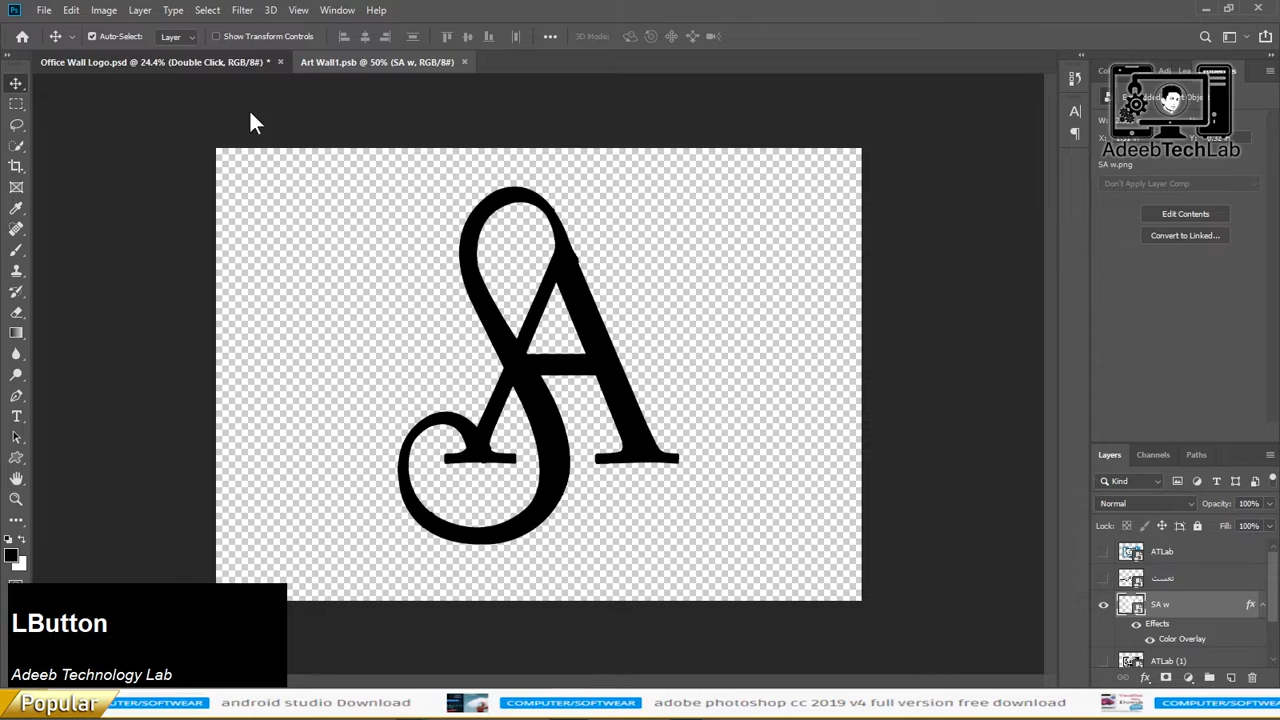 Ps File Edit Image Layer Type Select Filter 3D View Window Help
Auto-Select: Layer Show Transform Controls 3D Mode:
Office Wall Logo.psd @ 24.4% (Double Click, RGB/8#) * Art Wall1.psb @ 50% (SA w, RGB/8#)
AdeebTechLab
SA w.png
Don't Apply Layer Comp
Edit Contents
Convert to Linked...
SA
Layers Channels Paths
Kind
Normal Opacity: 100%
Lock: Fill: 100%
ATLab
SA w fx
Effects
Color Overlay
ATLab (1)
LButton
Adeeb Technology Lab
Popular COMPUTER/SOFTWEAR android studio Download COMPUTER/SOFTWEAR adobe photoshop cc 2019 v4 full version free download